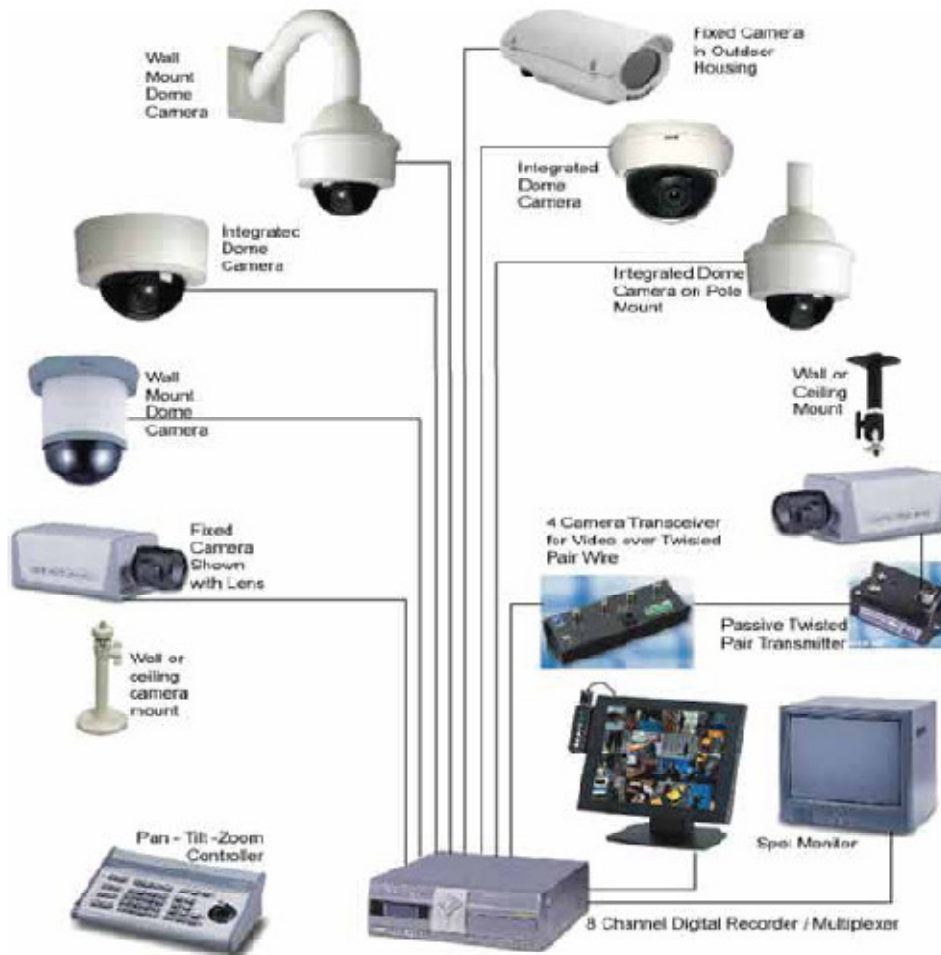 Wall
Mount
Dome
Camera
Fixed Camera
in Outdoor
Housing
Integrated
Dome
Camera
Integrated
Dome
Camera
Integrated Dome
Camera on Pole
Mount
Wall
Mount
Dome
Camera
Wall or
Ceiling
Mount
Fixed
Camera
Shown
with Lens
4 Camera Transceiver
for Video over Twisted
Pair Wire
Passive Twisted
Pair Transmitter
Wall or
ceiling
camera
mount
Pan - Tilt -Zoom
Controller
Spot Monitor
8 Channel Digital Recorder / Multiplexer